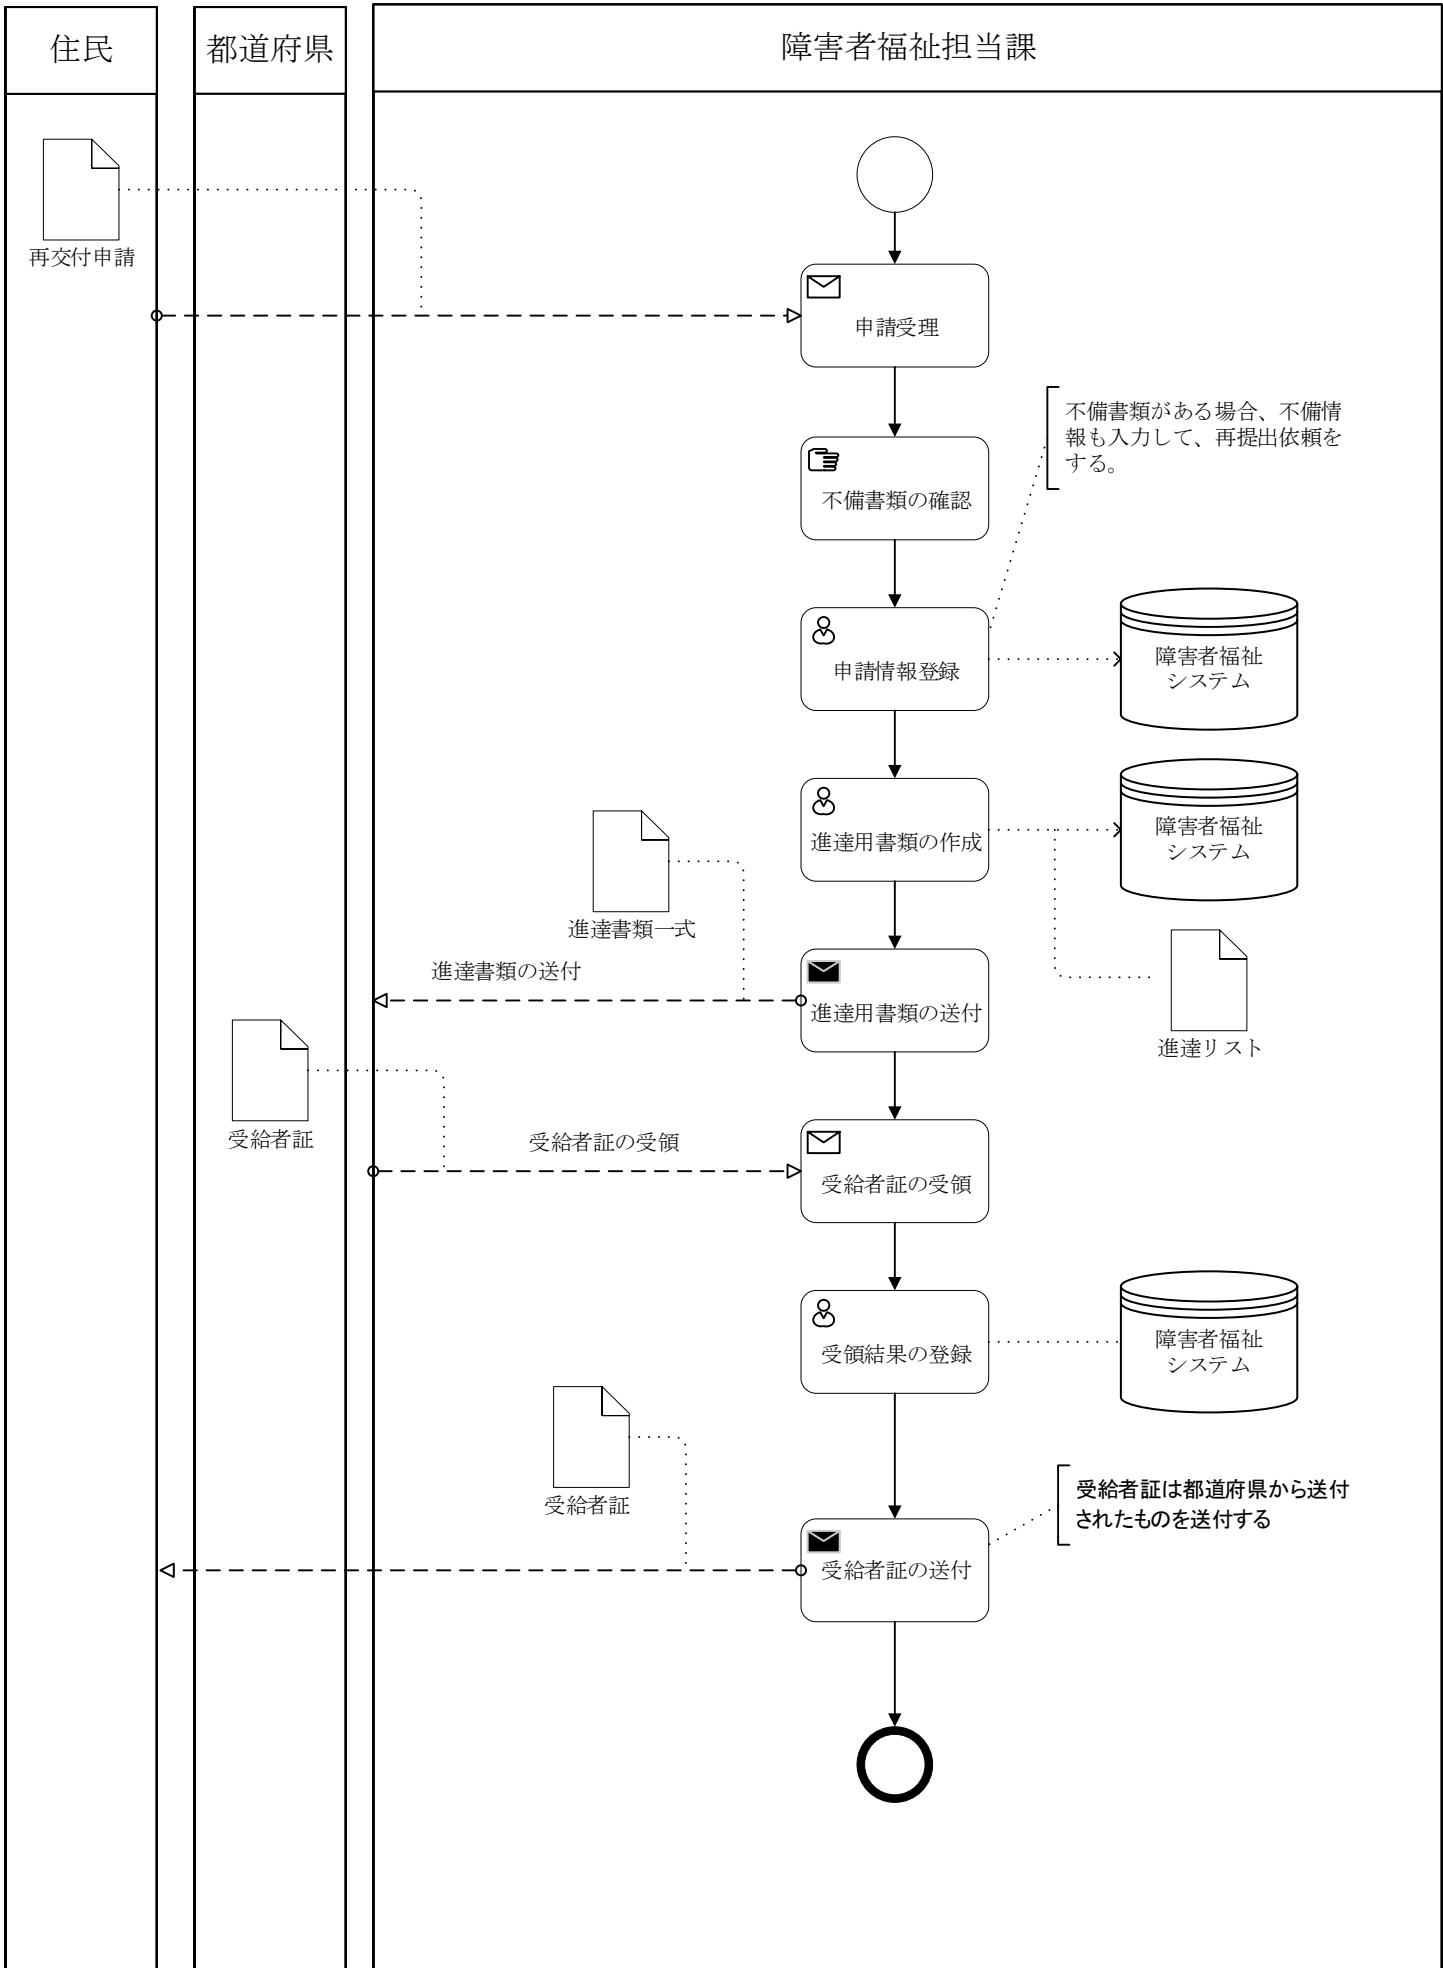 住民
都道府県
障害者福祉担当課
再交付申請
申請受理
不備書類がある場合、不備情
報も入力して、再提出依頼を
する。
不備書類の確認
申請情報登録
障害者福祉
システム
進達用書類の作成
障害者福祉
システム
進達書類一式
進達書類の送付
進達用書類の送付
進達リスト
受給者証
受給者証の受領
受給者証の受領
受領結果の登録
障害者福祉
システム
受給者証
受給者証は都道府県から送付
されたものを送付する
受給者証の送付